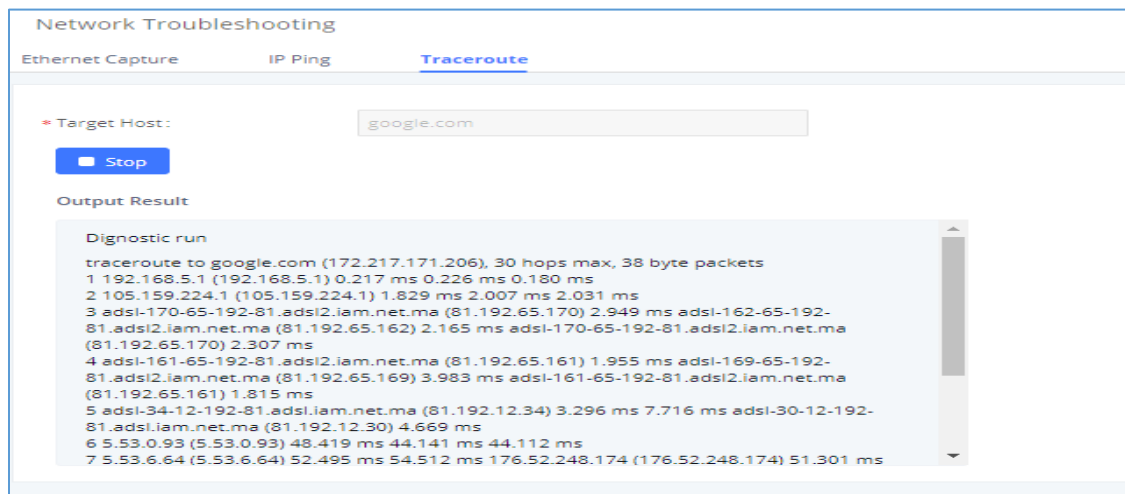 Network Troubleshooting
Ethernet Capture IP Ping Traceroute
* Target Host: google.com
Stop
Output Result
Dignostic run
traceroute to google.com (172.217.171.206), 30 hops max, 38 byte packets
1 192.168.5.1 (192.168.5.1) 0.217 ms 0.226 ms 0.180 ms
2 105.159.224.1 (105.159.224.1) 1.829 ms 2.007 ms 2.031 ms
3 adsl-170-65-192-81.adsl2.iam.net.ma (81.192.65.170) 2.949 ms adsl-162-65-192-
81.adsl2.iam.net.ma (81.192.65.162) 2.165 ms adsl-170-65-192-81.adsl2.iam.net.ma
(81.192.65.170) 2.307 ms
4 adsl-161-65-192-81.adsl2.iam.net.ma (81.192.65.161) 1.955 ms adsl-169-65-192-
81.adsl2.iam.net.ma (81.192.65.169) 3.983 ms adsl-161-65-192-81.adsl2.iam.net.ma
(81.192.65.161) 1.815 ms
5 adsl-34-12-192-81.adsl.iam.net.ma (81.192.12.34) 3.296 ms 7.716 ms adsl-30-12-192-
81.adsl.iam.net.ma (81.192.12.30) 4.669 ms
6 5.53.0.93 (5.53.0.93) 48.419 ms 44.141 ms 44.112 ms
7 5.53.6.64 (5.53.6.64) 52.495 ms 54.512 ms 176.52.248.174 (176.52.248.174) 51.301 ms